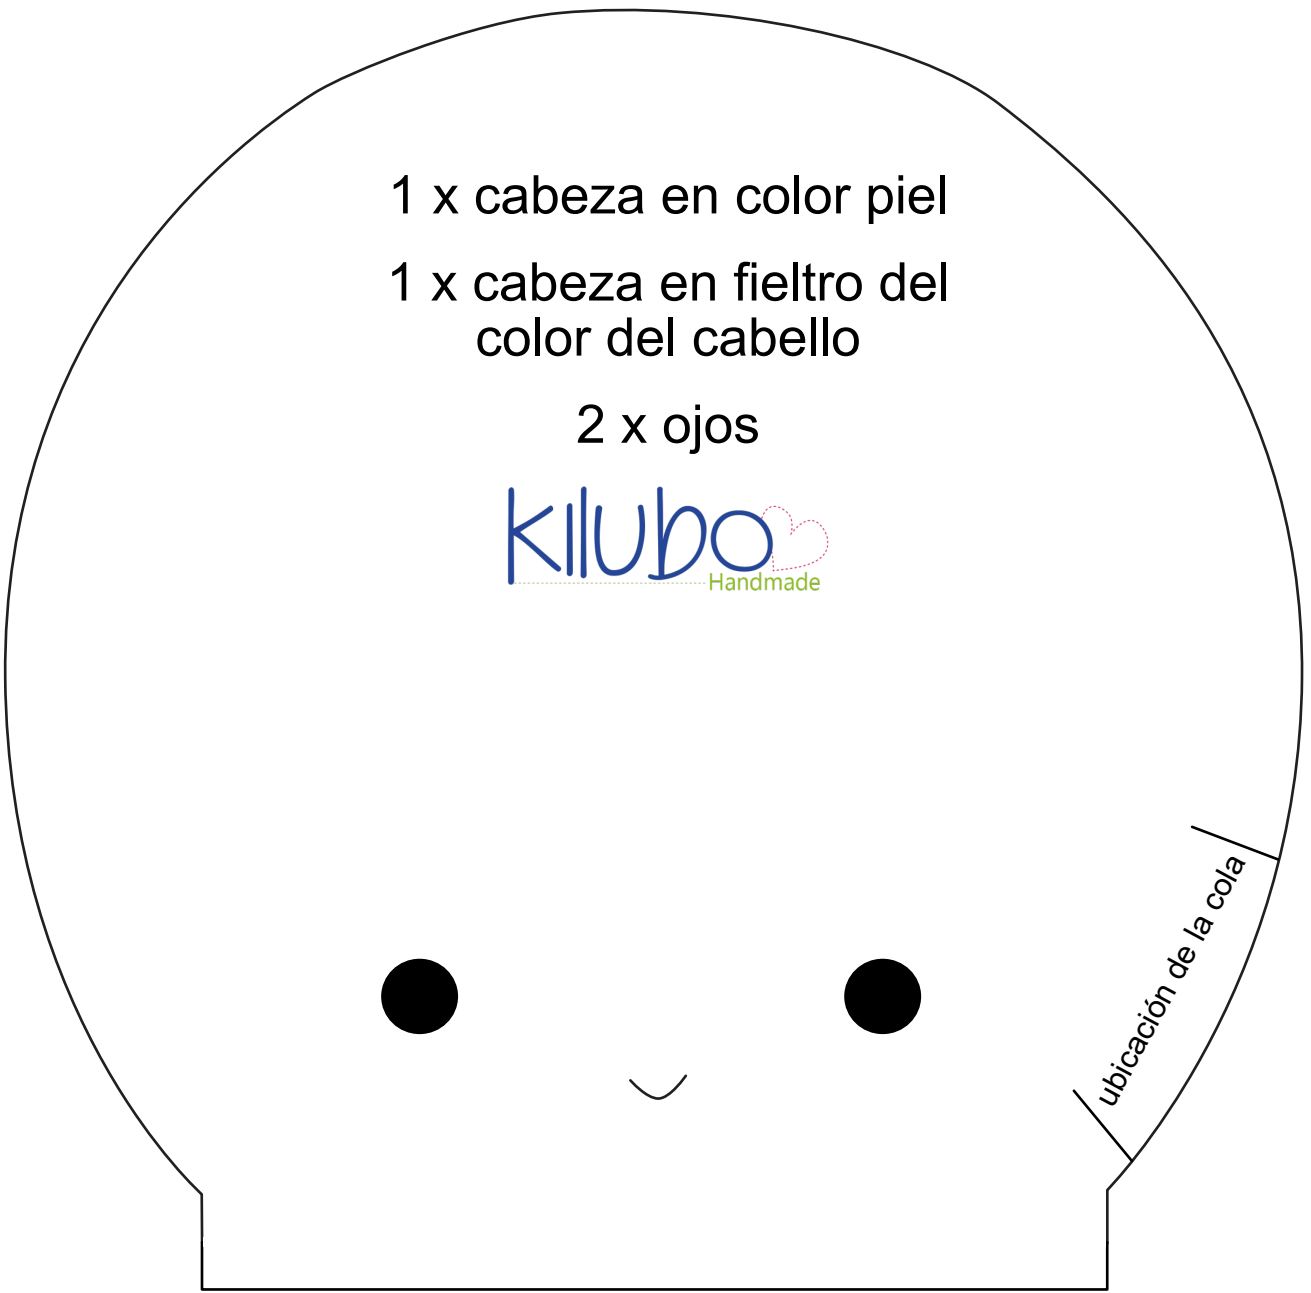 1 x cabeza en color piel
1 x cabeza en fieltro del
color del cabello
2 x ojos
kilubo
Handmade
ubicación de la cola